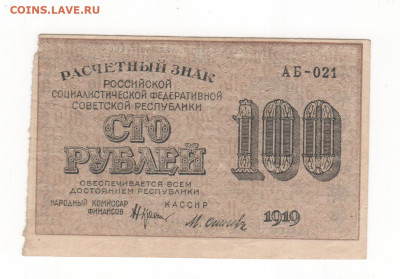 COINS.LAVE.RU
РАСЧЕТНЫЙ ЗНАК
РОССИЙСКОЙ
СОЦИАЛИСТИЧЕСКОЙ ФЕДЕРАТИВНОЙ
СОВЕТСКОЙ РЕСПУБЛИКИ
АБ-021
СТО
РУБЛЕЙ
100
ОБЕСПЕЧИВАЕТСЯ ВСЕМ
ДОСТОЯНИЕМ РЕСПУБЛИКИ
НАРОДНЫЙ КОМИССАР
ФИНАНСОВ
КАССИР
1919